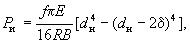 Pн = fπE/16RB [dн⁴ − (dн − 2δ)⁴],